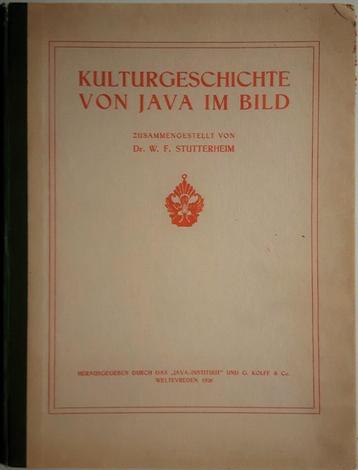 KULTURGESCHICHTE
VON JAVA IM BILD
ZUSAMMENGESTELLT VON
Dr. W. F. STUTTERHEIM
HERAUSGEGEBEN DURCH DAS „JAVA-INSTITUUT" UND G. KOLFF & Co.
WELTEVREDEN 1926